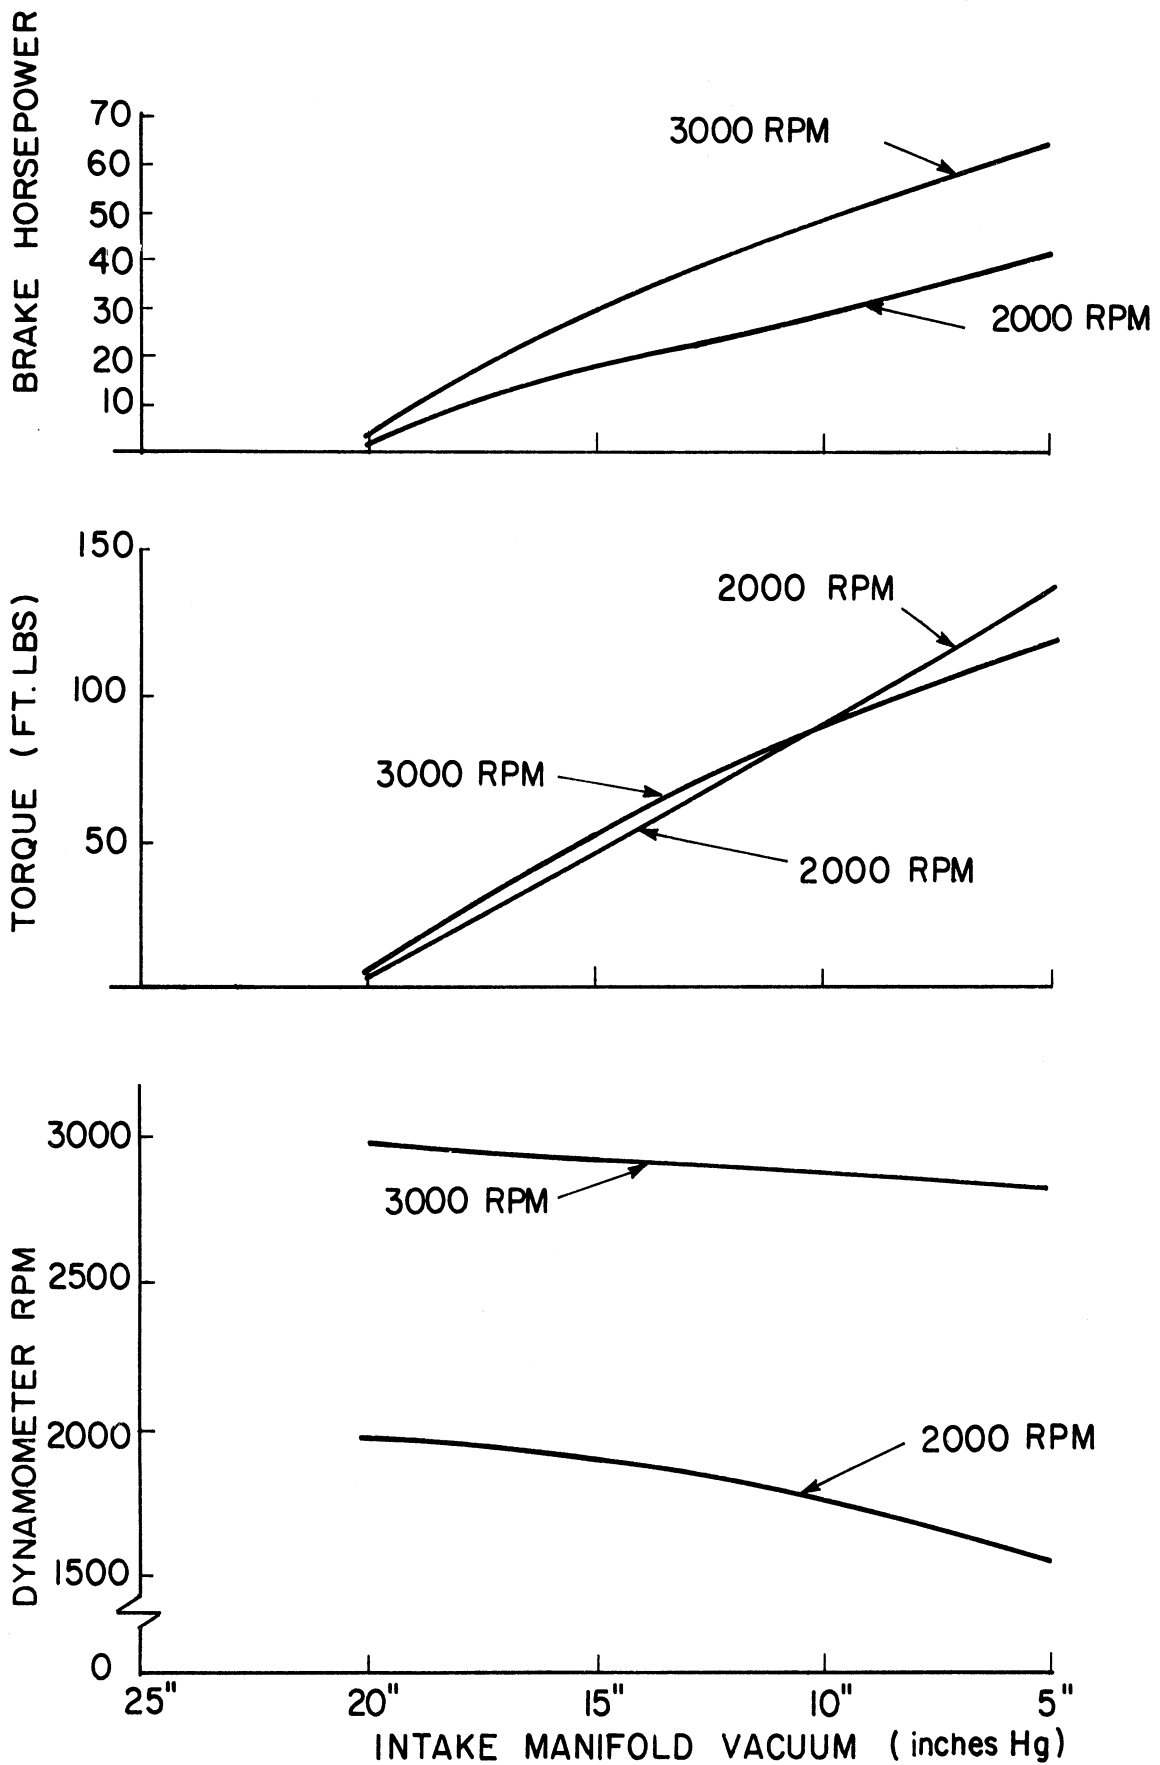 BRAKE HORSEPOWER
70
60
50
40
30
20
10
3000 RPM
2000 RPM
TORQUE (FT. LBS)
150
100
50
2000 RPM
3000 RPM
2000 RPM
DYNAMOMETER RPM
3000
2500
2000
1500
0
3000 RPM
2000 RPM
25" 20" 15" 10" 5"
INTAKE MANIFOLD VACUUM (inches Hg)